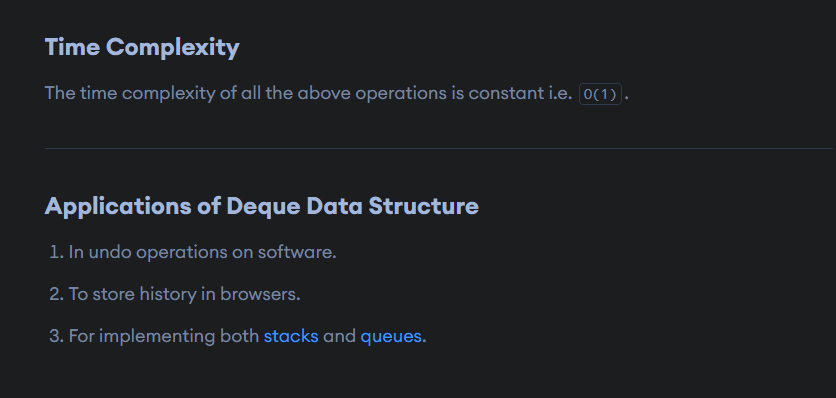 Time Complexity
The time complexity of all the above operations is constant i.e. O(1) .
Applications of Deque Data Structure
1. In undo operations on software.
2. To store history in browsers.
3. For implementing both stacks and queues.